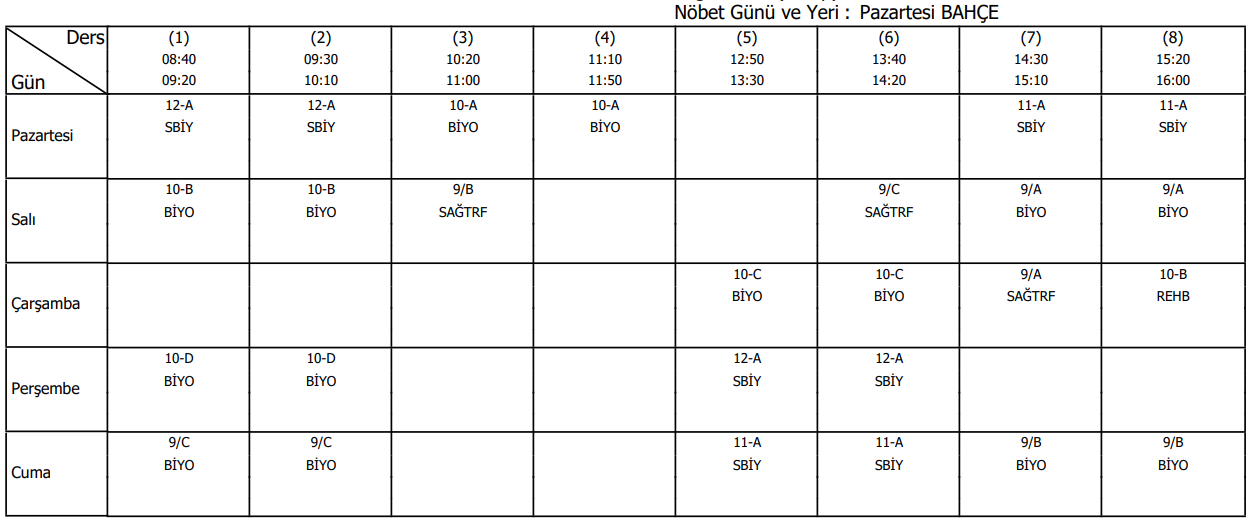 Nöbet Günü ve Yeri : Pazartesi BAHÇE
Ders (1) (2) (3) (4) (5) (6) (7) (8)
08:40 09:30 10:20 11:10 12:50 13:40 14:30 15:20
Gün 09:20 10:10 11:00 11:50 13:30 14:20 15:10 16:00
12-A 12-A 10-A 10-A 11-A 11-A
Pazartesi SBİY SBİY BİYO BİYO SBİY SBİY
10-B 10-B 9/B 9/C 9/A 9/A
Salı BİYO BİYO SAĞTRF SAĞTRF BİYO BİYO
10-C 10-C 9/A 10-B
Çarşamba BİYO BİYO SAĞTRF REHB
10-D 10-D 12-A 12-A
Perşembe BİYO BİYO SBİY SBİY
9/C 9/C 11-A 11-A 9/B 9/B
Cuma BİYO BİYO SBİY SBİY BİYO BİYO